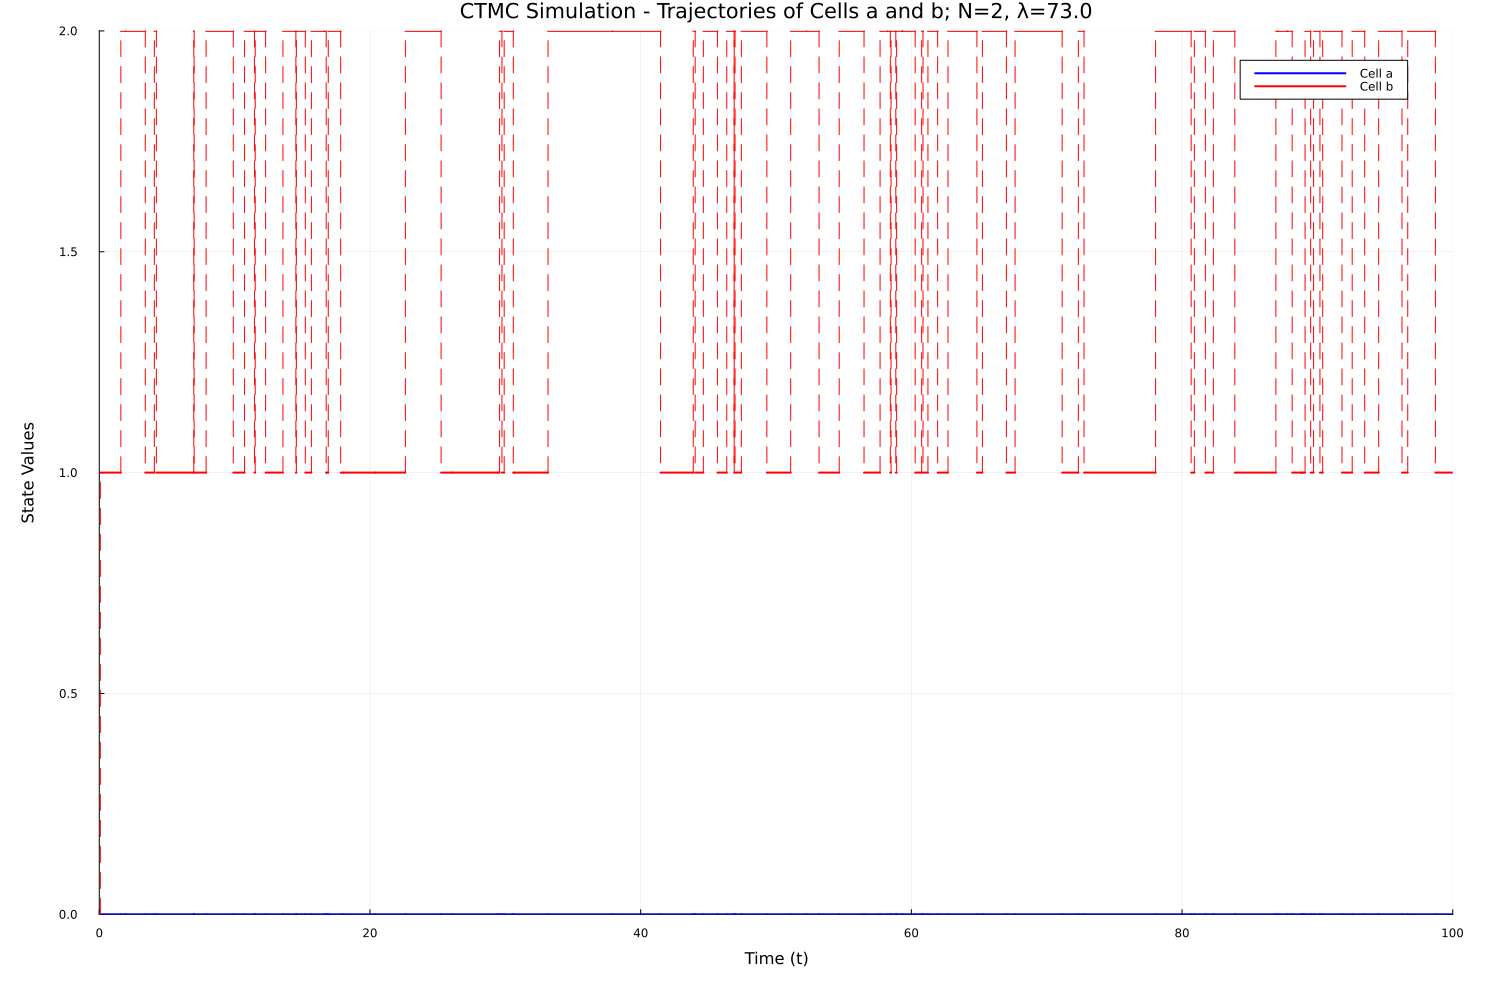 CTMC Simulation - Trajectories of Cells a and b; N=2, λ=73.0
2.0
Cell a
Cell b
1.5
State Values
1.0
0.5
0.0
0 20 40 60 80 100
Time (t)